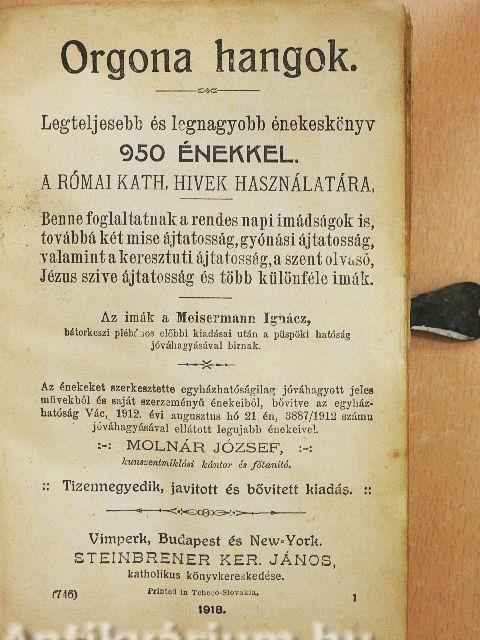 Orgona hangok.
Legteljesebb és legnagyobb énekeskönyv
950 ÉNEKKEL.
A RÓMAI KATH. HIVEK HASZNÁLATÁRA,
Benne foglaltatnak a rendes napi imádságok is,
továbbá két mise ájtatosság, gyónási ájtatosság,
valamint a keresztuti ájtatosság, a szent olvasó,
Jézus szive ájtatosság és több különféle imák.
Az imák a Meisermann Ignácz,
bátorkeszi plébános előbbi kiadásai után a püspöki hatóság
jóváhagyásával birnak.
Az énekeket szerkesztette egyházhatóságilag jóváhagyott jeles
művekből és saját szerzeményű énekeiből, bővitve az egyház-
hatóság Vác, 1912. évi augusztus hó 21 én, 3887/1912 számu
jóváhagyásával ellátott legujabb énekeivel.
:-: MOLNÁR JÓZSEF, :-:
kunszentmiklósi kántor és főtanitó.
:: Tizennegyedik, javitott és bővitett kiadás. ::
Vimperk, Budapest és New-York.
STEINBRENER KER. JÁNOS,
katholikus könyvkereskedése.
(746) Printed in Tcheco-Slovakia, 1
1918.
Antikvárium.hu